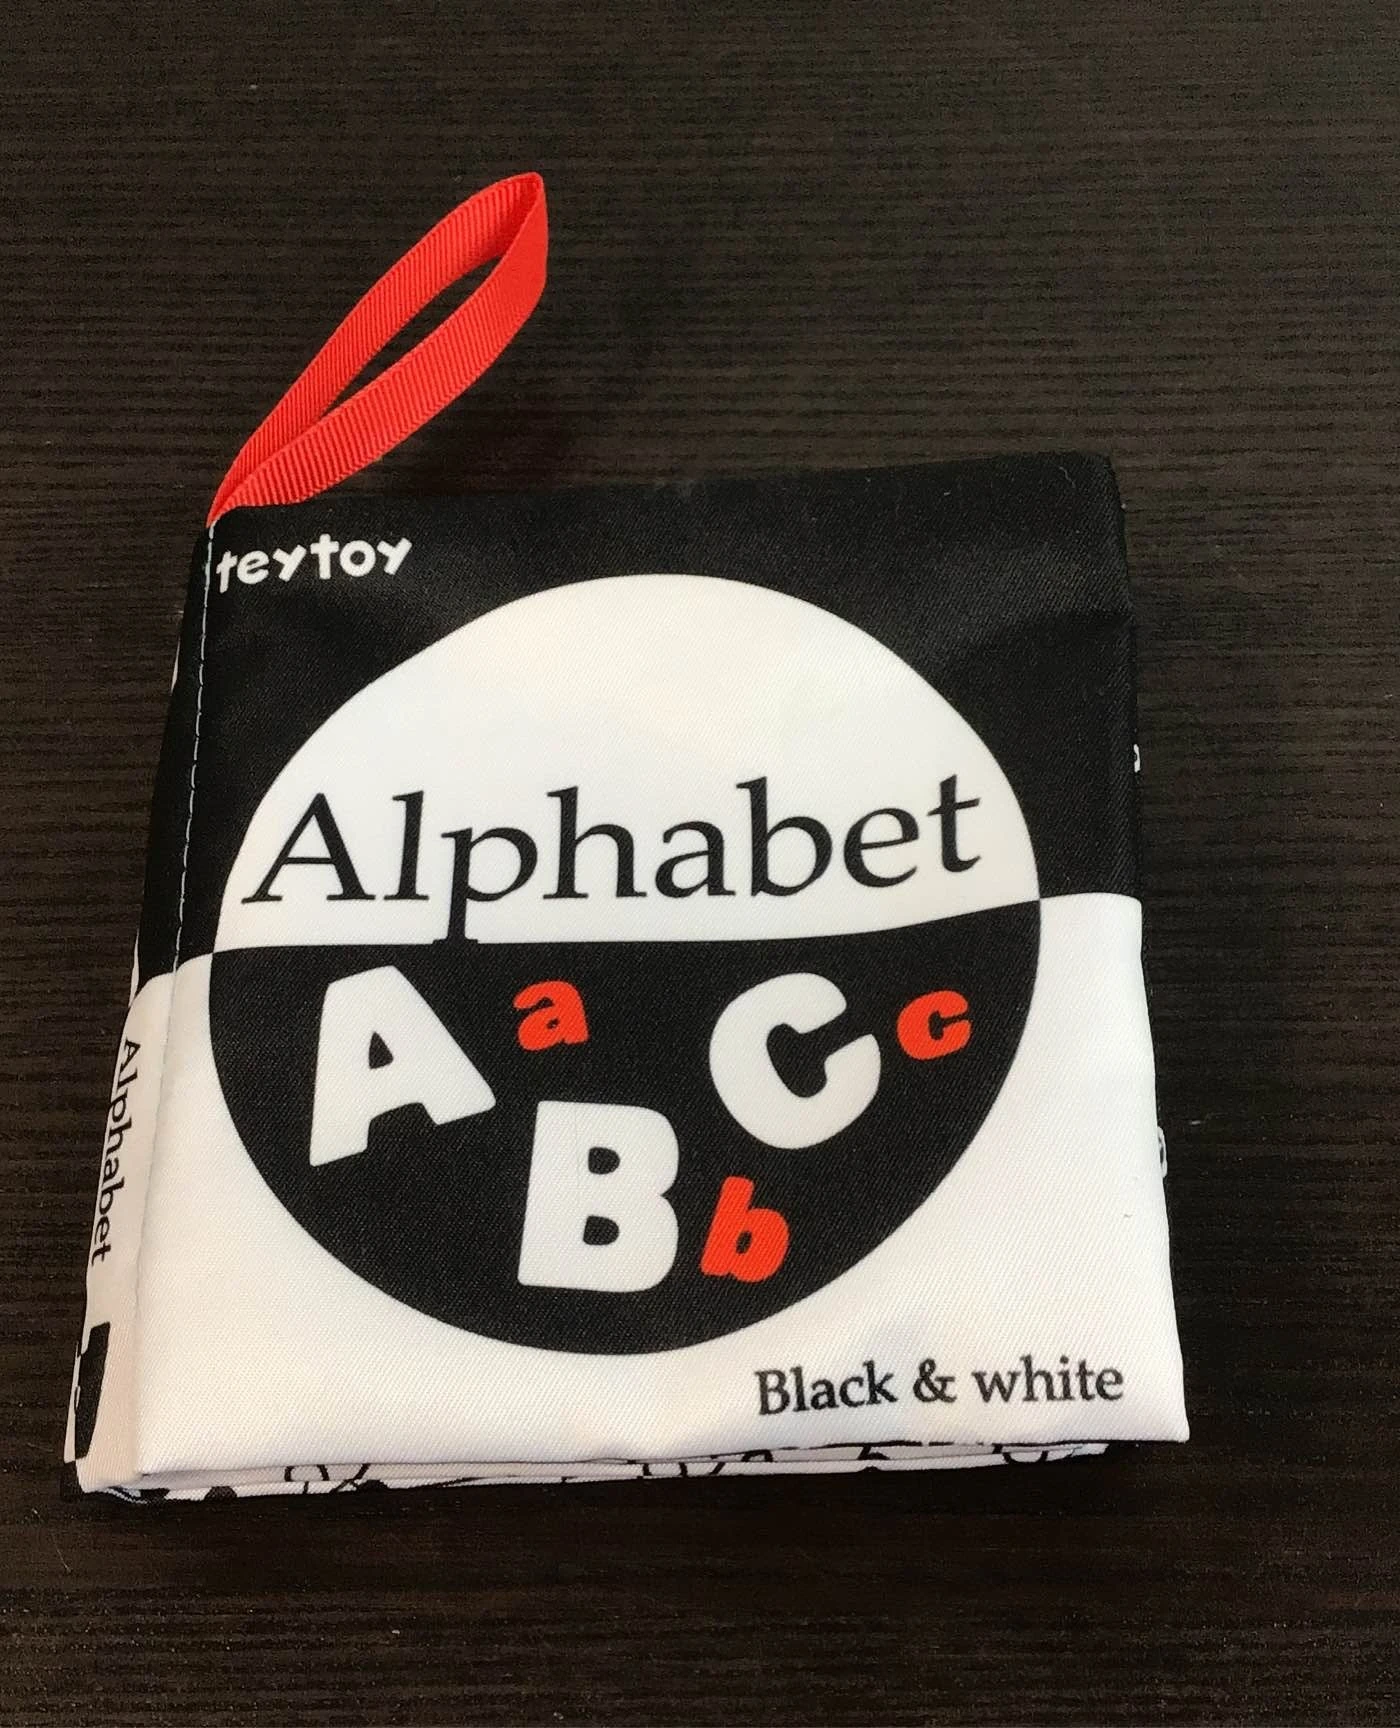 teytoy
Alphabet
A a C c
B b
Black & white
Alphabet